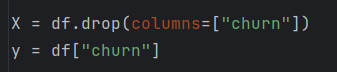 X = df.drop(columns=["churn"])
y = df["churn"]